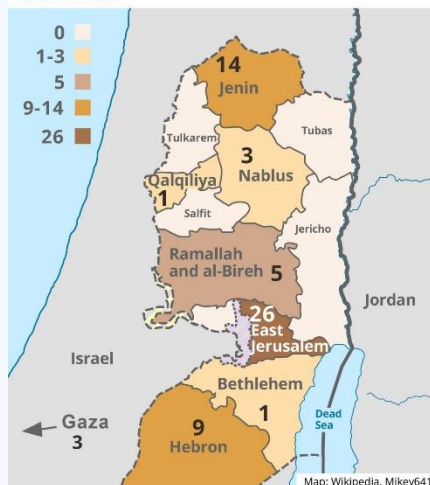 0
1-3
5
9-14
26
14
Jenin
Tulkarem
Tubas
3
Nablus
Qalqiliya
1
Salfit
Jericho
Ramallah
and al-Bireh
5
Jordan
26
East
Jerusalem
Israel
Bethlehem
1
Dead
Sea
Gaza
3
9
Hebron
Map: Wikipedia, Mikey641